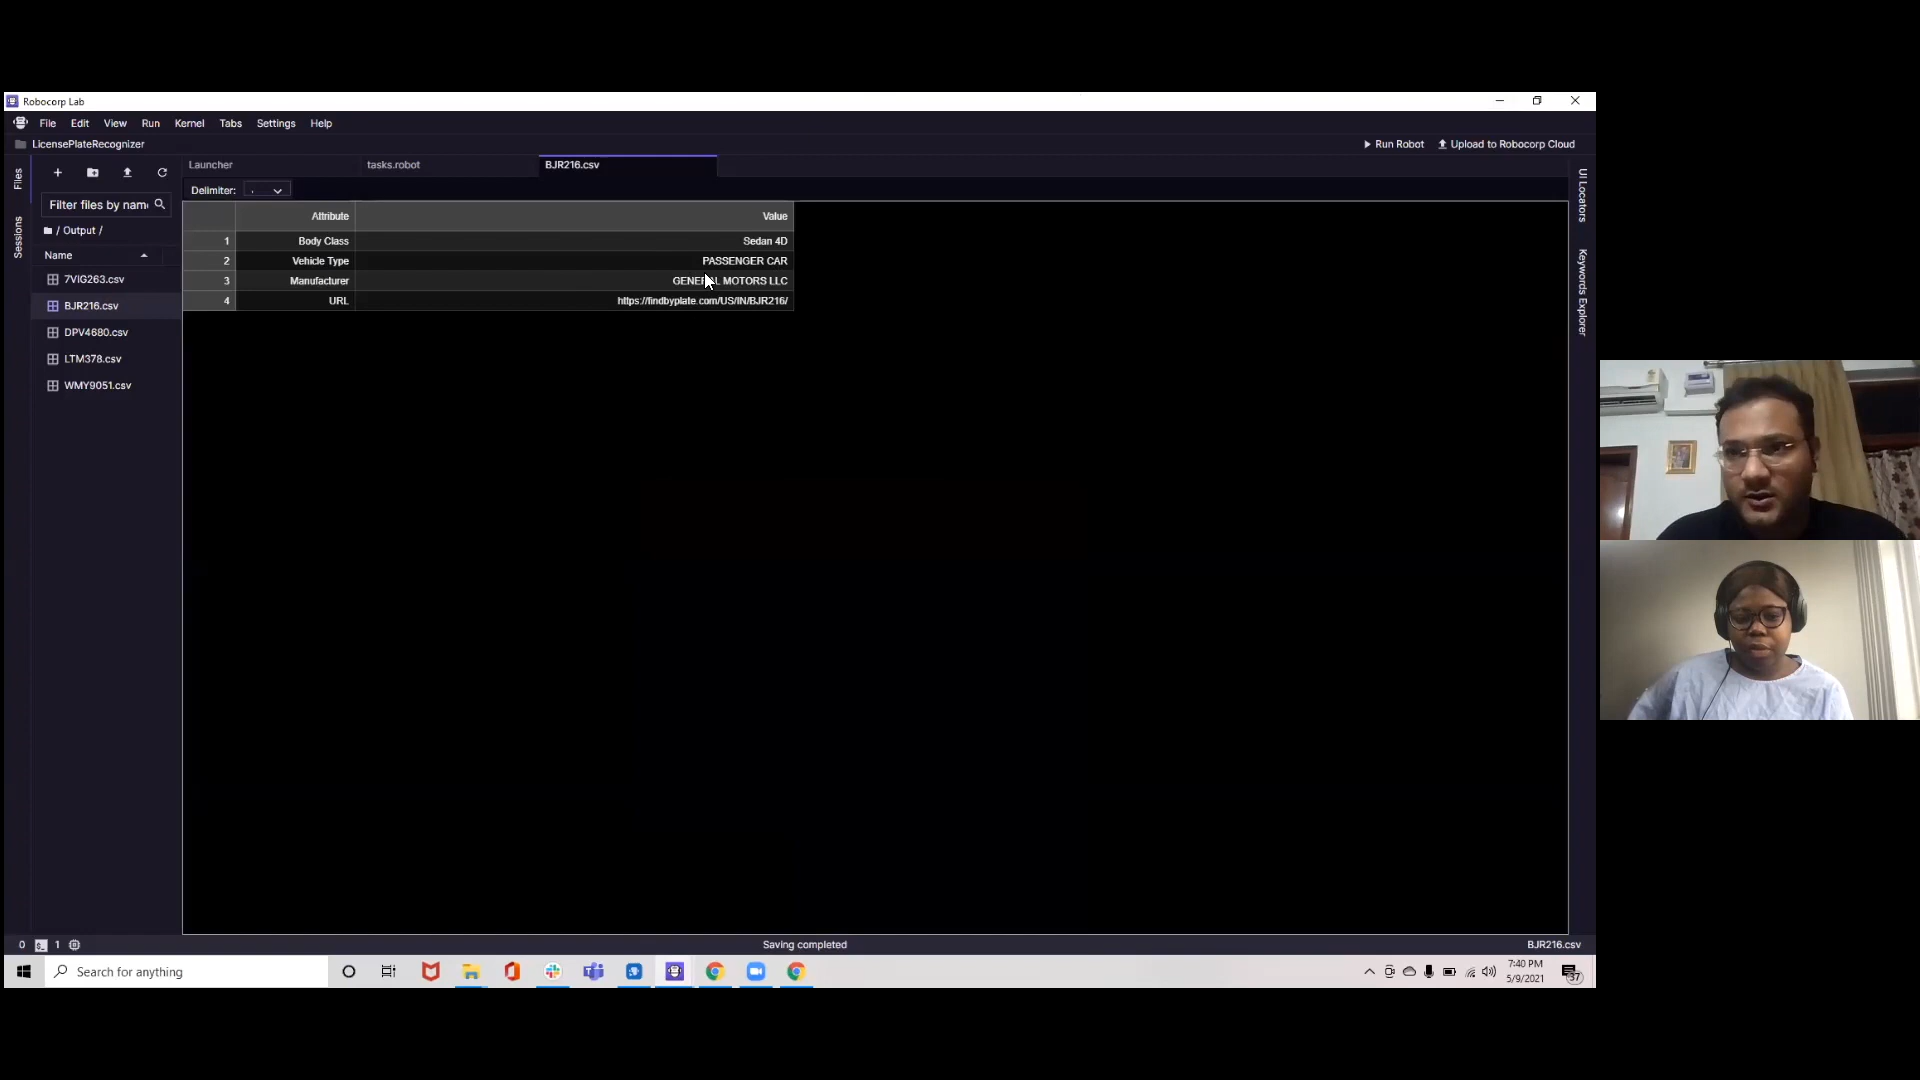 Robocorp Lab
File Edit View Run Kernel Tabs Settings Help
LicensePlateRecognizer
Run Robot Upload to Robocorp Cloud
Files
Sessions
Filter files by name
/ Output /
Name
7VIG263.csv
BJR216.csv
DPV4680.csv
LTM378.csv
WMY9051.csv
Launcher tasks.robot BJR216.csv
Delimiter: ,
Attribute Value
1 Body Class Sedan 4D
2 Vehicle Type PASSENGER CAR
3 Manufacturer GENERAL MOTORS LLC
4 URL https://findbyplate.com/US/IN/BJR216/
UI Locators
Keywords Explorer
0 1 Saving completed BJR216.csv
Search for anything
7:40 PM
5/9/2021
37